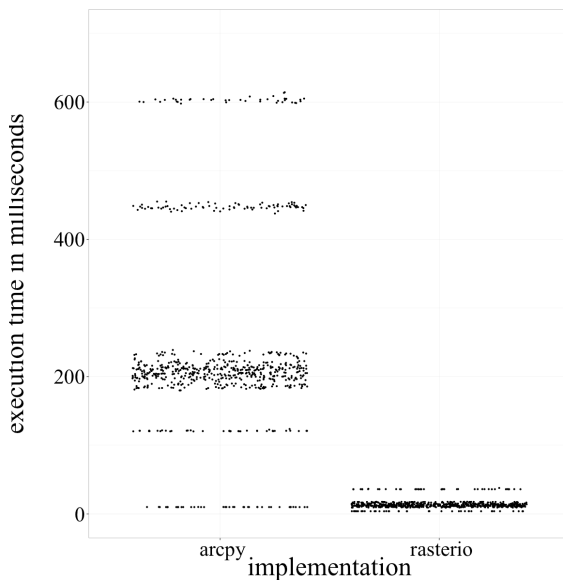 execution time in milliseconds
600
400
200
0
arcpy rasterio
implementation